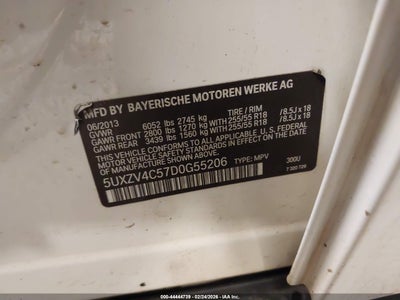 MFD BY BAYERISCHE MOTOREN WERKE AG
06/2013
GVWR 6052 lbs 2745 kg TIRE / RIM
GAWR FRONT 2800 lbs 1270 kg WITH 255/55 R18 / 8.5J x 18
GAWR REAR 3439 lbs 1560 kg WITH 255/55 R18 / 8.5J x 18
THIS VEHICLE CONFORMS TO ALL APPLICABLE U.S. FEDERAL
MOTOR VEHICLE SAFETY
IN EFFECT ON THE DATE OF MANUFACTURE SHOWN ABOVE.
5UXZV4C57D0G55206 TYPE: MPV 300U
000-44444739 - 02/24/2026 - IAA Holdings, LLC